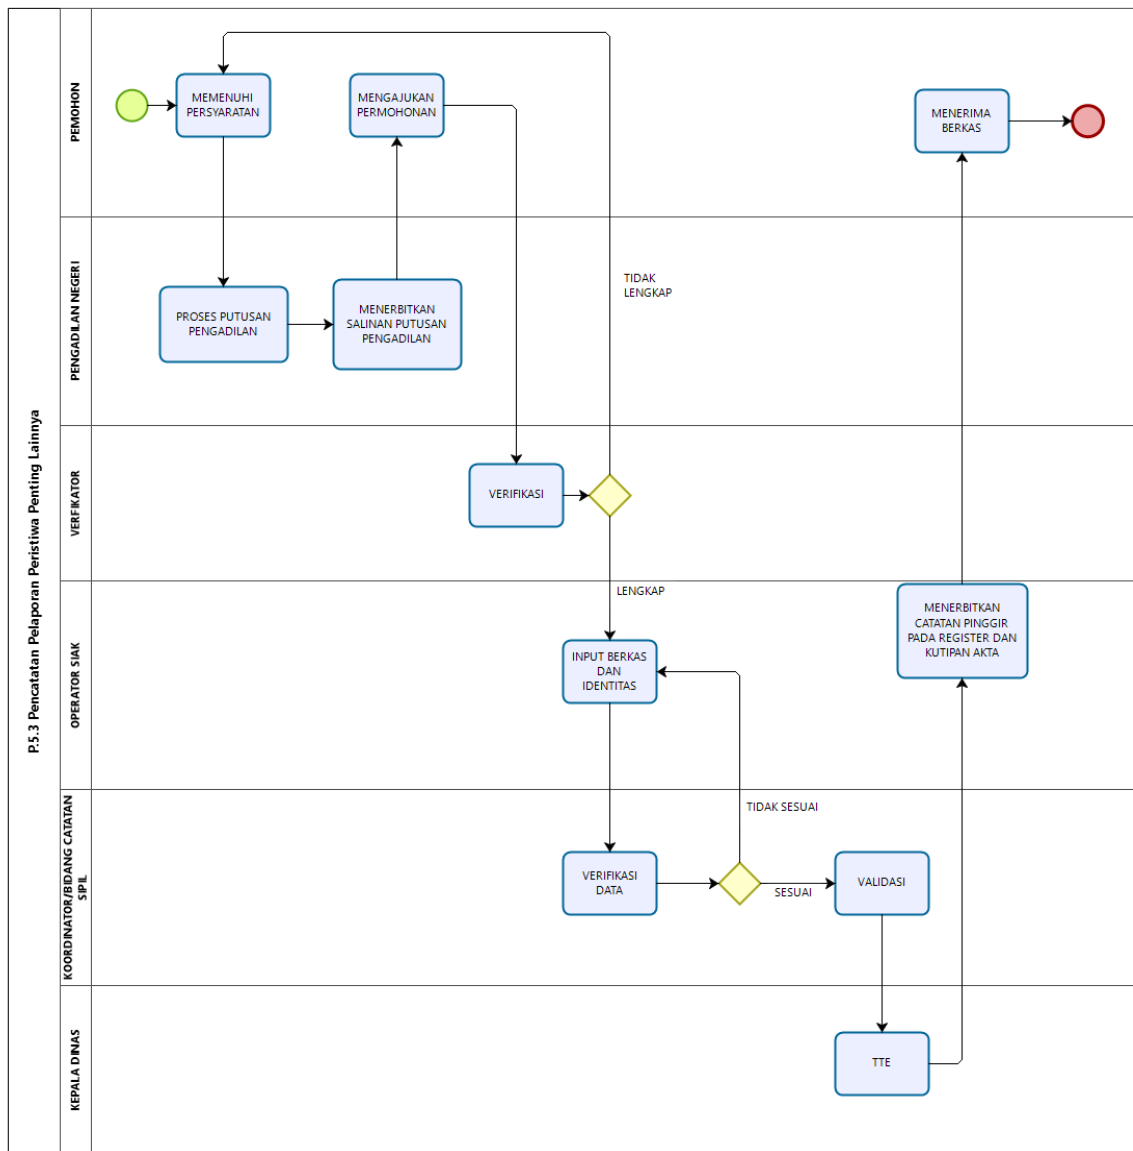 P.5.3 Pencatatan Pelaporan Peristiwa Penting Lainnya
PEMOHON
MEMENUHI
PERSYARATAN
MENGAJUKAN
PERMOHONAN
MENERIMA
BERKAS
PENGADILAN NEGERI
PROSES PUTUSAN
PENGADILAN
MENERBITKAN
SALINAN PUTUSAN
PENGADILAN
TIDAK
LENGKAP
VERFIKATOR
VERIFIKASI
OPERATOR SIAK
LENGKAP
INPUT BERKAS
DAN
IDENTITAS
MENERBITKAN
CATATAN PINGGIR
PADA REGISTER DAN
KUTIPAN AKTA
KOORDINATOR/BIDANG CATATAN
SIPIL
TIDAK SESUAI
VERIFIKASI
DATA
SESUAI
VALIDASI
KEPALA DINAS
TTE